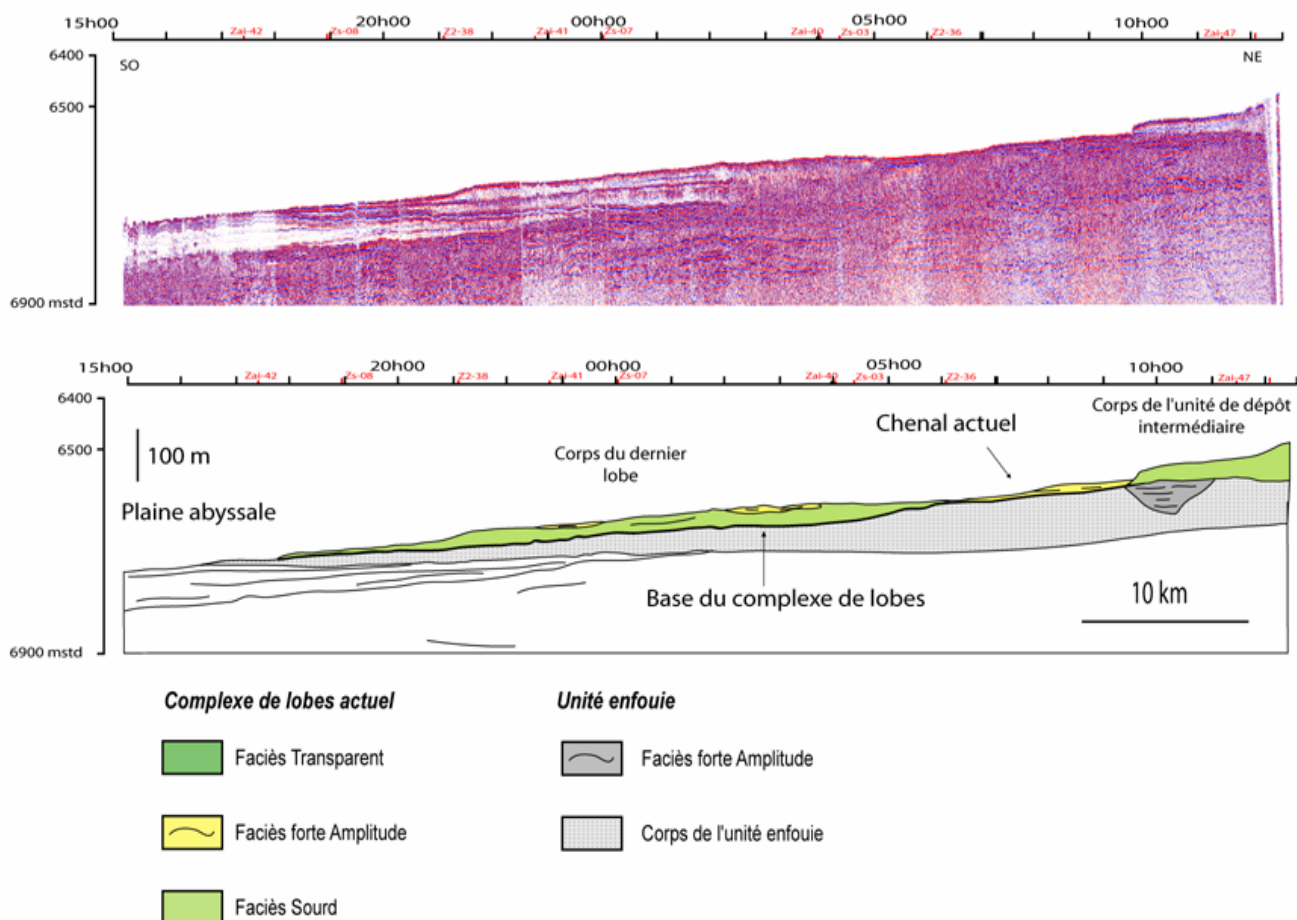 15h00 20h00 00h00 05h00 10h00
Zai-42 Zs-08 Z2-38 Zai-41 Zs-07 Zai-40 Zs-03 Z2-36 Zai-47
6400
SO NE
6500
6900 mstd
15h00 20h00 00h00 05h00 10h00
Zai-42 Zs-08 Z2-38 Zai-41 Zs-07 Zai-40 Zs-03 Z2-36 Zai-47
6400
Corps de l'unité de dépôt
intermédiaire
Chenal actuel
6500
100 m
Corps du dernier
lobe
Plaine abyssale
Base du complexe de lobes
10 km
6900 mstd
Complexe de lobes actuel
Unité enfouie
Faciès Transparent
Faciès forte Amplitude
Faciès forte Amplitude
Corps de l'unité enfouie
Faciès Sourd